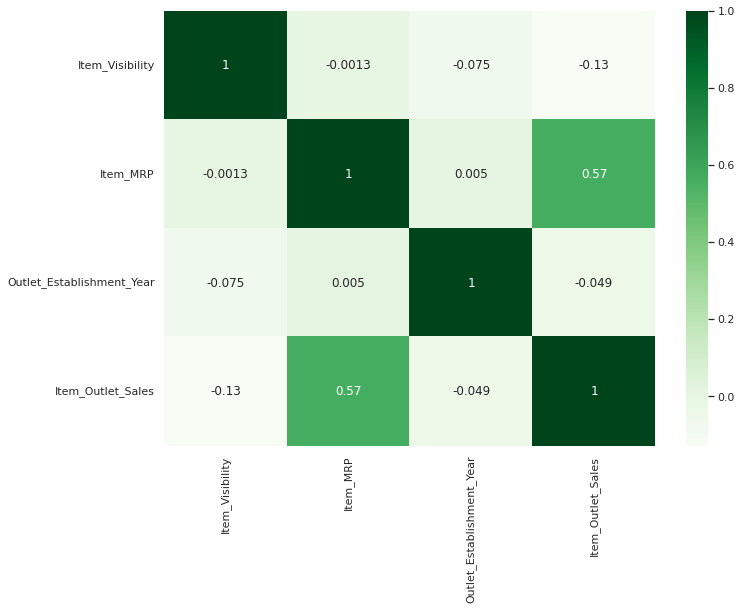 1.0
Item_Visibility 1 -0.0013 -0.075 -0.13
0.8
Item_MRP -0.0013 1 0.005 0.57
0.6
0.4
Outlet_Establishment_Year -0.075 0.005 1 -0.049
0.2
Item_Outlet_Sales -0.13 0.57 -0.049 1
0.0
Item_Visibility
Item_MRP
Outlet_Establishment_Year
Item_Outlet_Sales